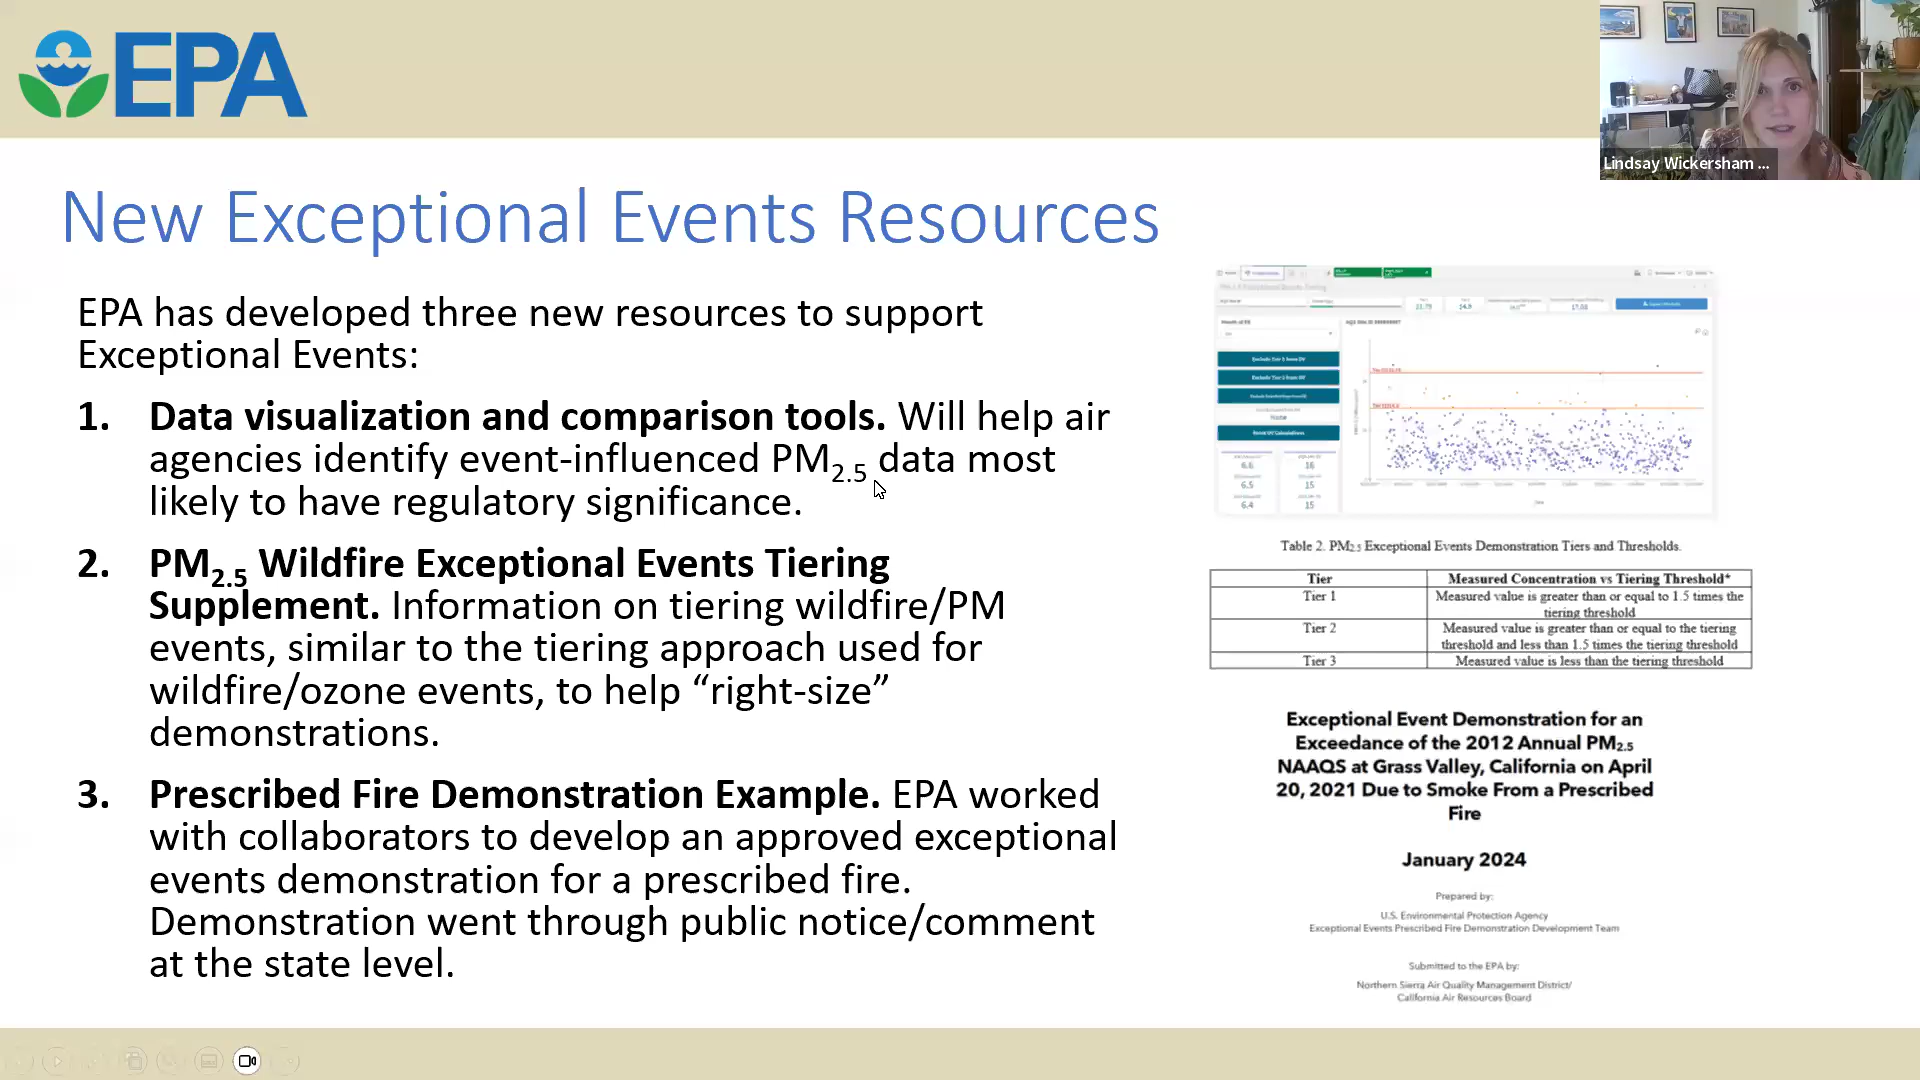 EPA
Lindsay Wickersham ...
New Exceptional Events Resources
EPA has developed three new resources to support
Exceptional Events:
1. Data visualization and comparison tools. Will help air
agencies identify event-influenced PM2.5 data most
likely to have regulatory significance.
2. PM2.5 Wildfire Exceptional Events Tiering
Supplement. Information on tiering wildfire/PM
events, similar to the tiering approach used for
wildfire/ozone events, to help “right-size”
demonstrations.
3. Prescribed Fire Demonstration Example. EPA worked
with collaborators to develop an approved exceptional
events demonstration for a prescribed fire.
Demonstration went through public notice/comment
at the state level.
6.6 16
6.5 15
6.4 15
Table 2. PM2.5 Exceptional Events Demonstration Tiers and Thresholds.
Tier Measured Concentration vs Tiering Threshold*
Tier 1 Measured value is greater than or equal to 1.5 times the
tiering threshold
Tier 2 Measured value is greater than or equal to the tiering
threshold and less than 1.5 times the tiering threshold
Tier 3 Measured value is less than the tiering threshold
Exceptional Event Demonstration for an
Exceedance of the 2012 Annual PM2.5
NAAQS at Grass Valley, California on April
20, 2021 Due to Smoke From a Prescribed
Fire
January 2024
Prepared by:
U.S. Environmental Protection Agency
Exceptional Events Prescribed Fire Demonstration Development Team
Submitted to the EPA by:
Northern Sierra Air Quality Management District/
California Air Resources Board